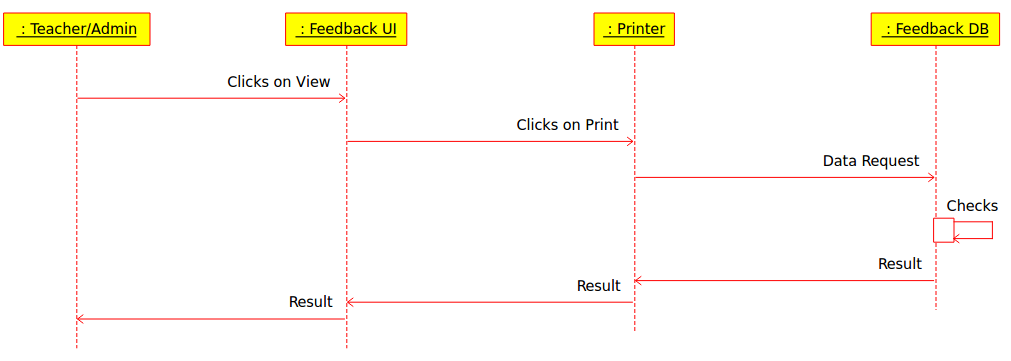 : Teacher/Admin
: Feedback UI
: Printer
: Feedback DB
Clicks on View
Clicks on Print
Data Request
Checks
Result
Result
Result